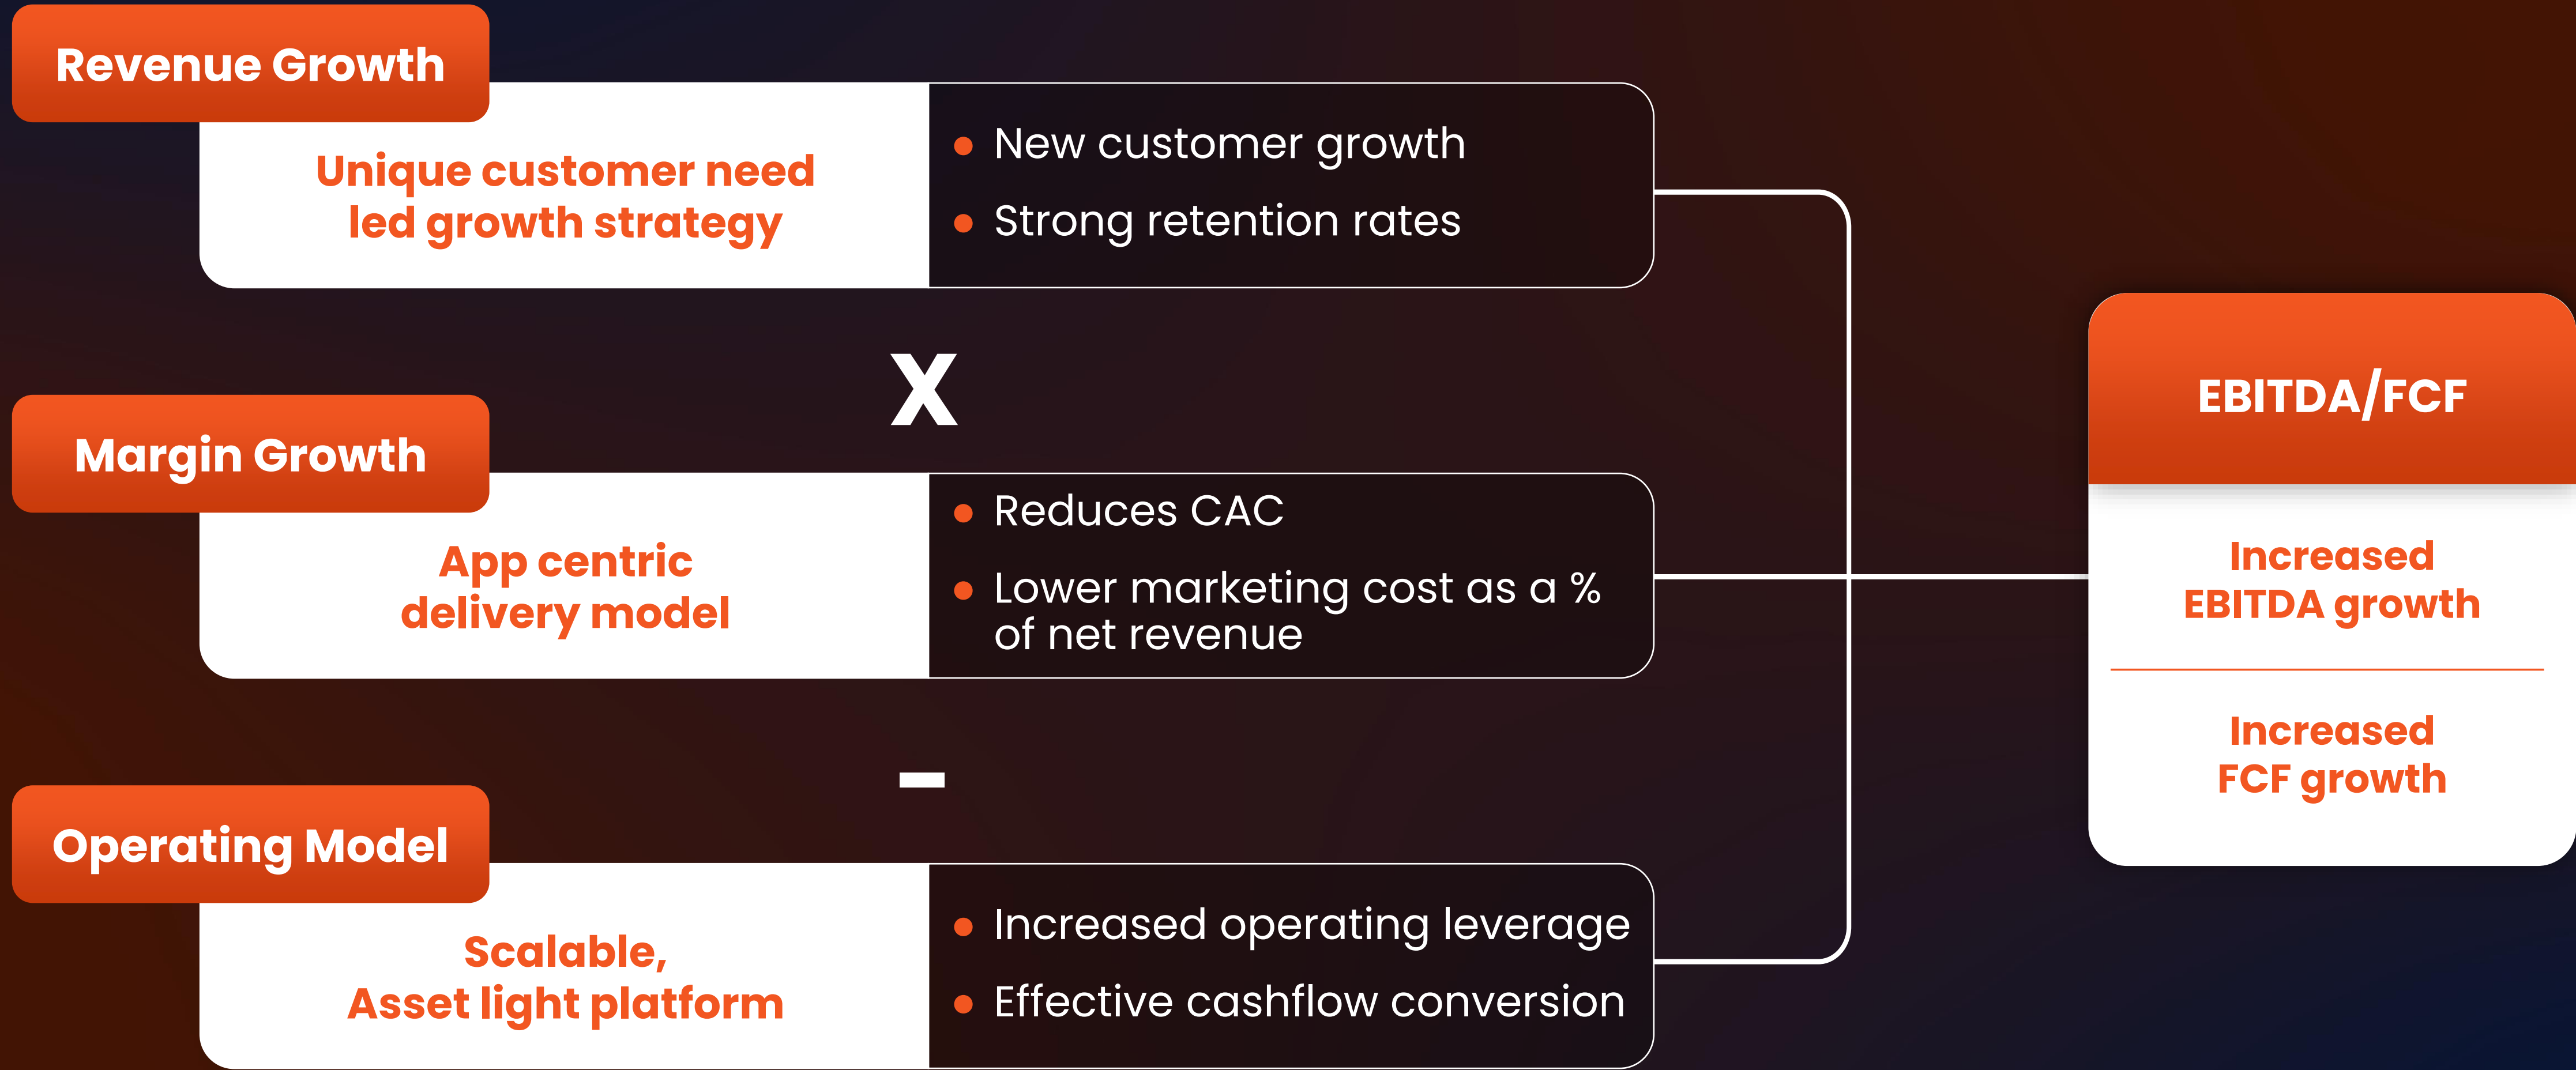 Revenue Growth
Unique customer need
led growth strategy
New customer growth
Strong retention rates
X
Margin Growth
App centric
delivery model
Reduces CAC
Lower marketing cost as a %
of net revenue
-
Operating Model
Scalable,
Asset light platform
Increased operating leverage
Effective cashflow conversion
EBITDA/FCF
Increased
EBITDA growth
Increased
FCF growth